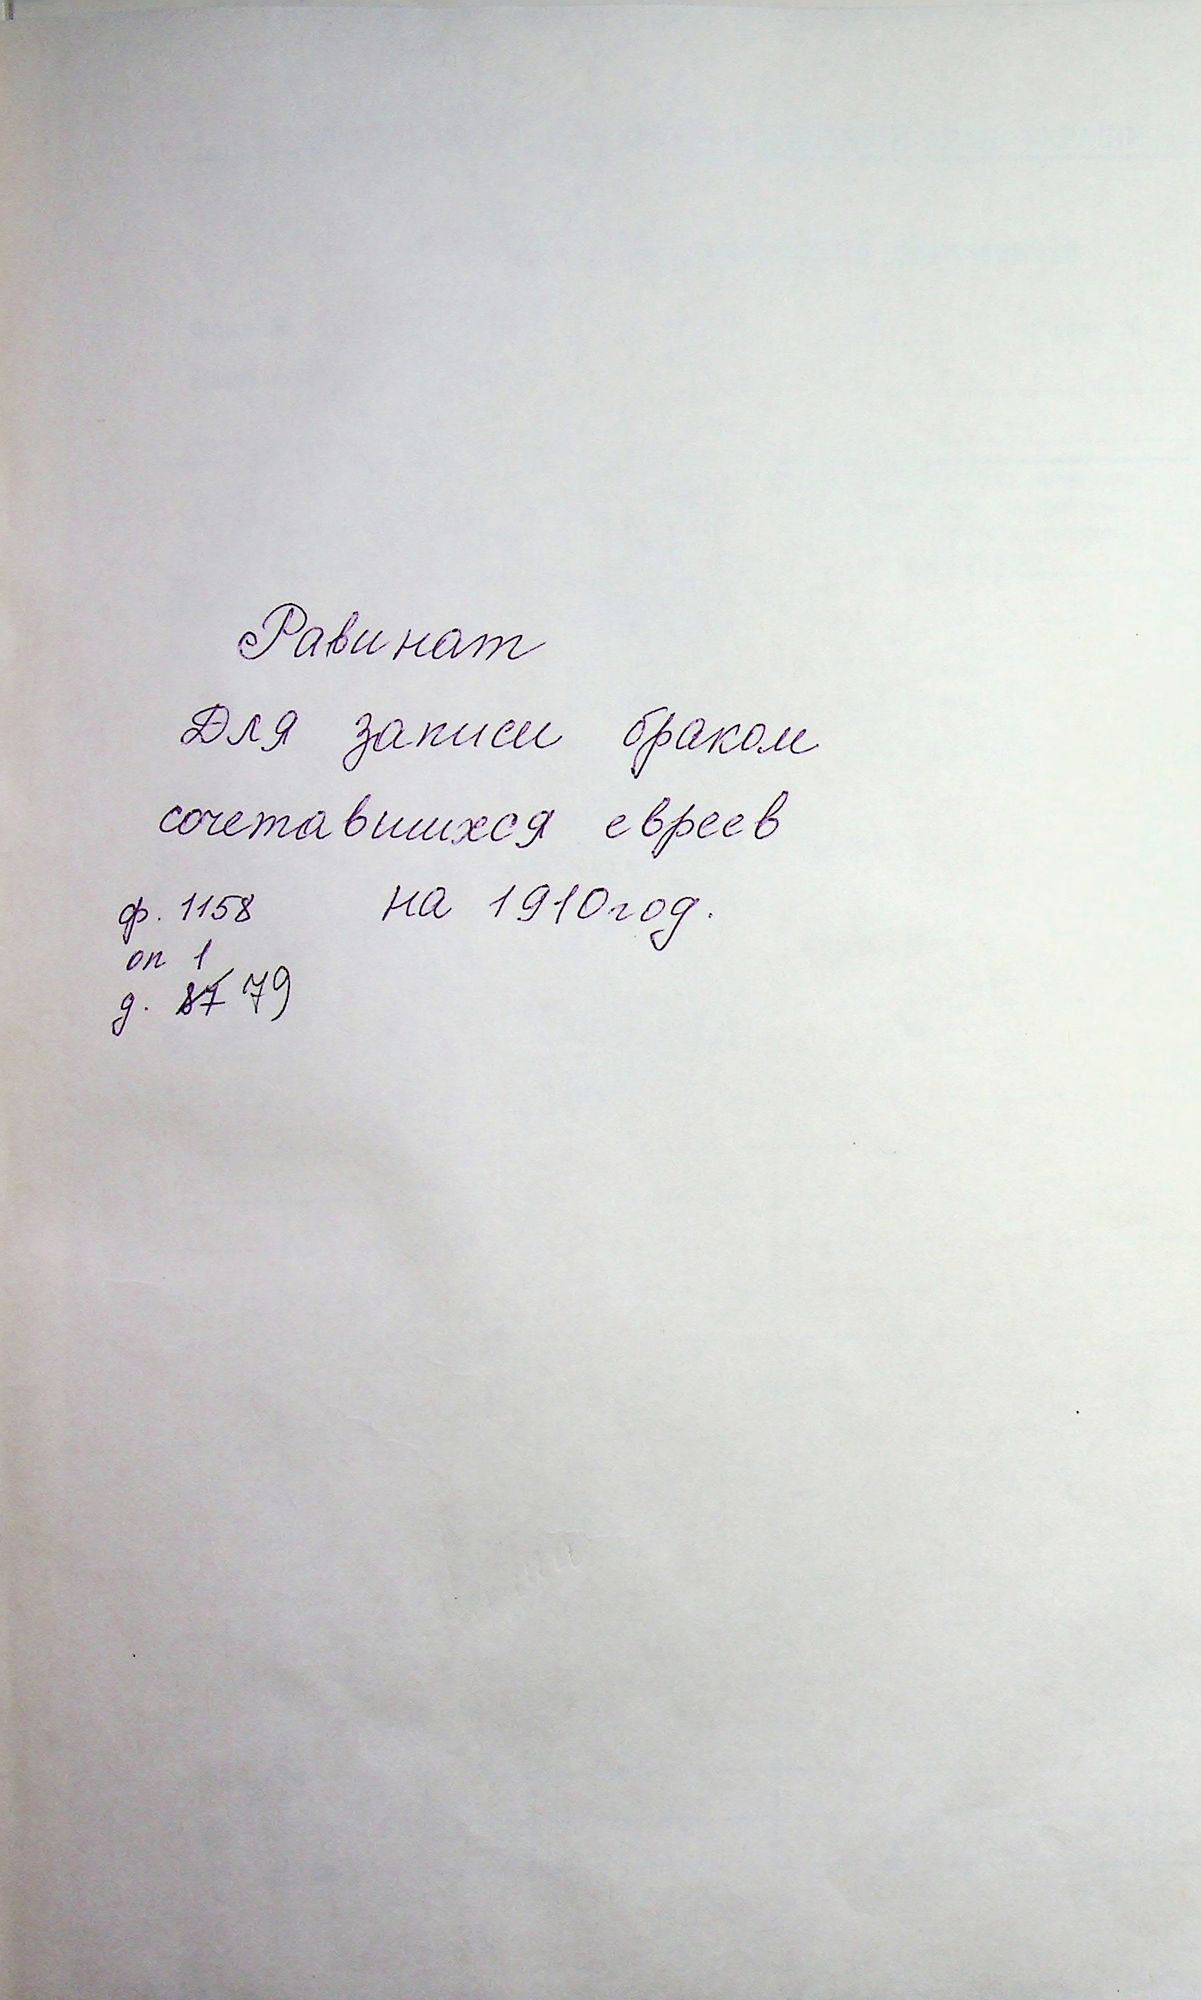 Равинат
Для записи браком
сочетавшихся евреев
на 1910 год.
ф. 1158
оп 1
д. 87 79